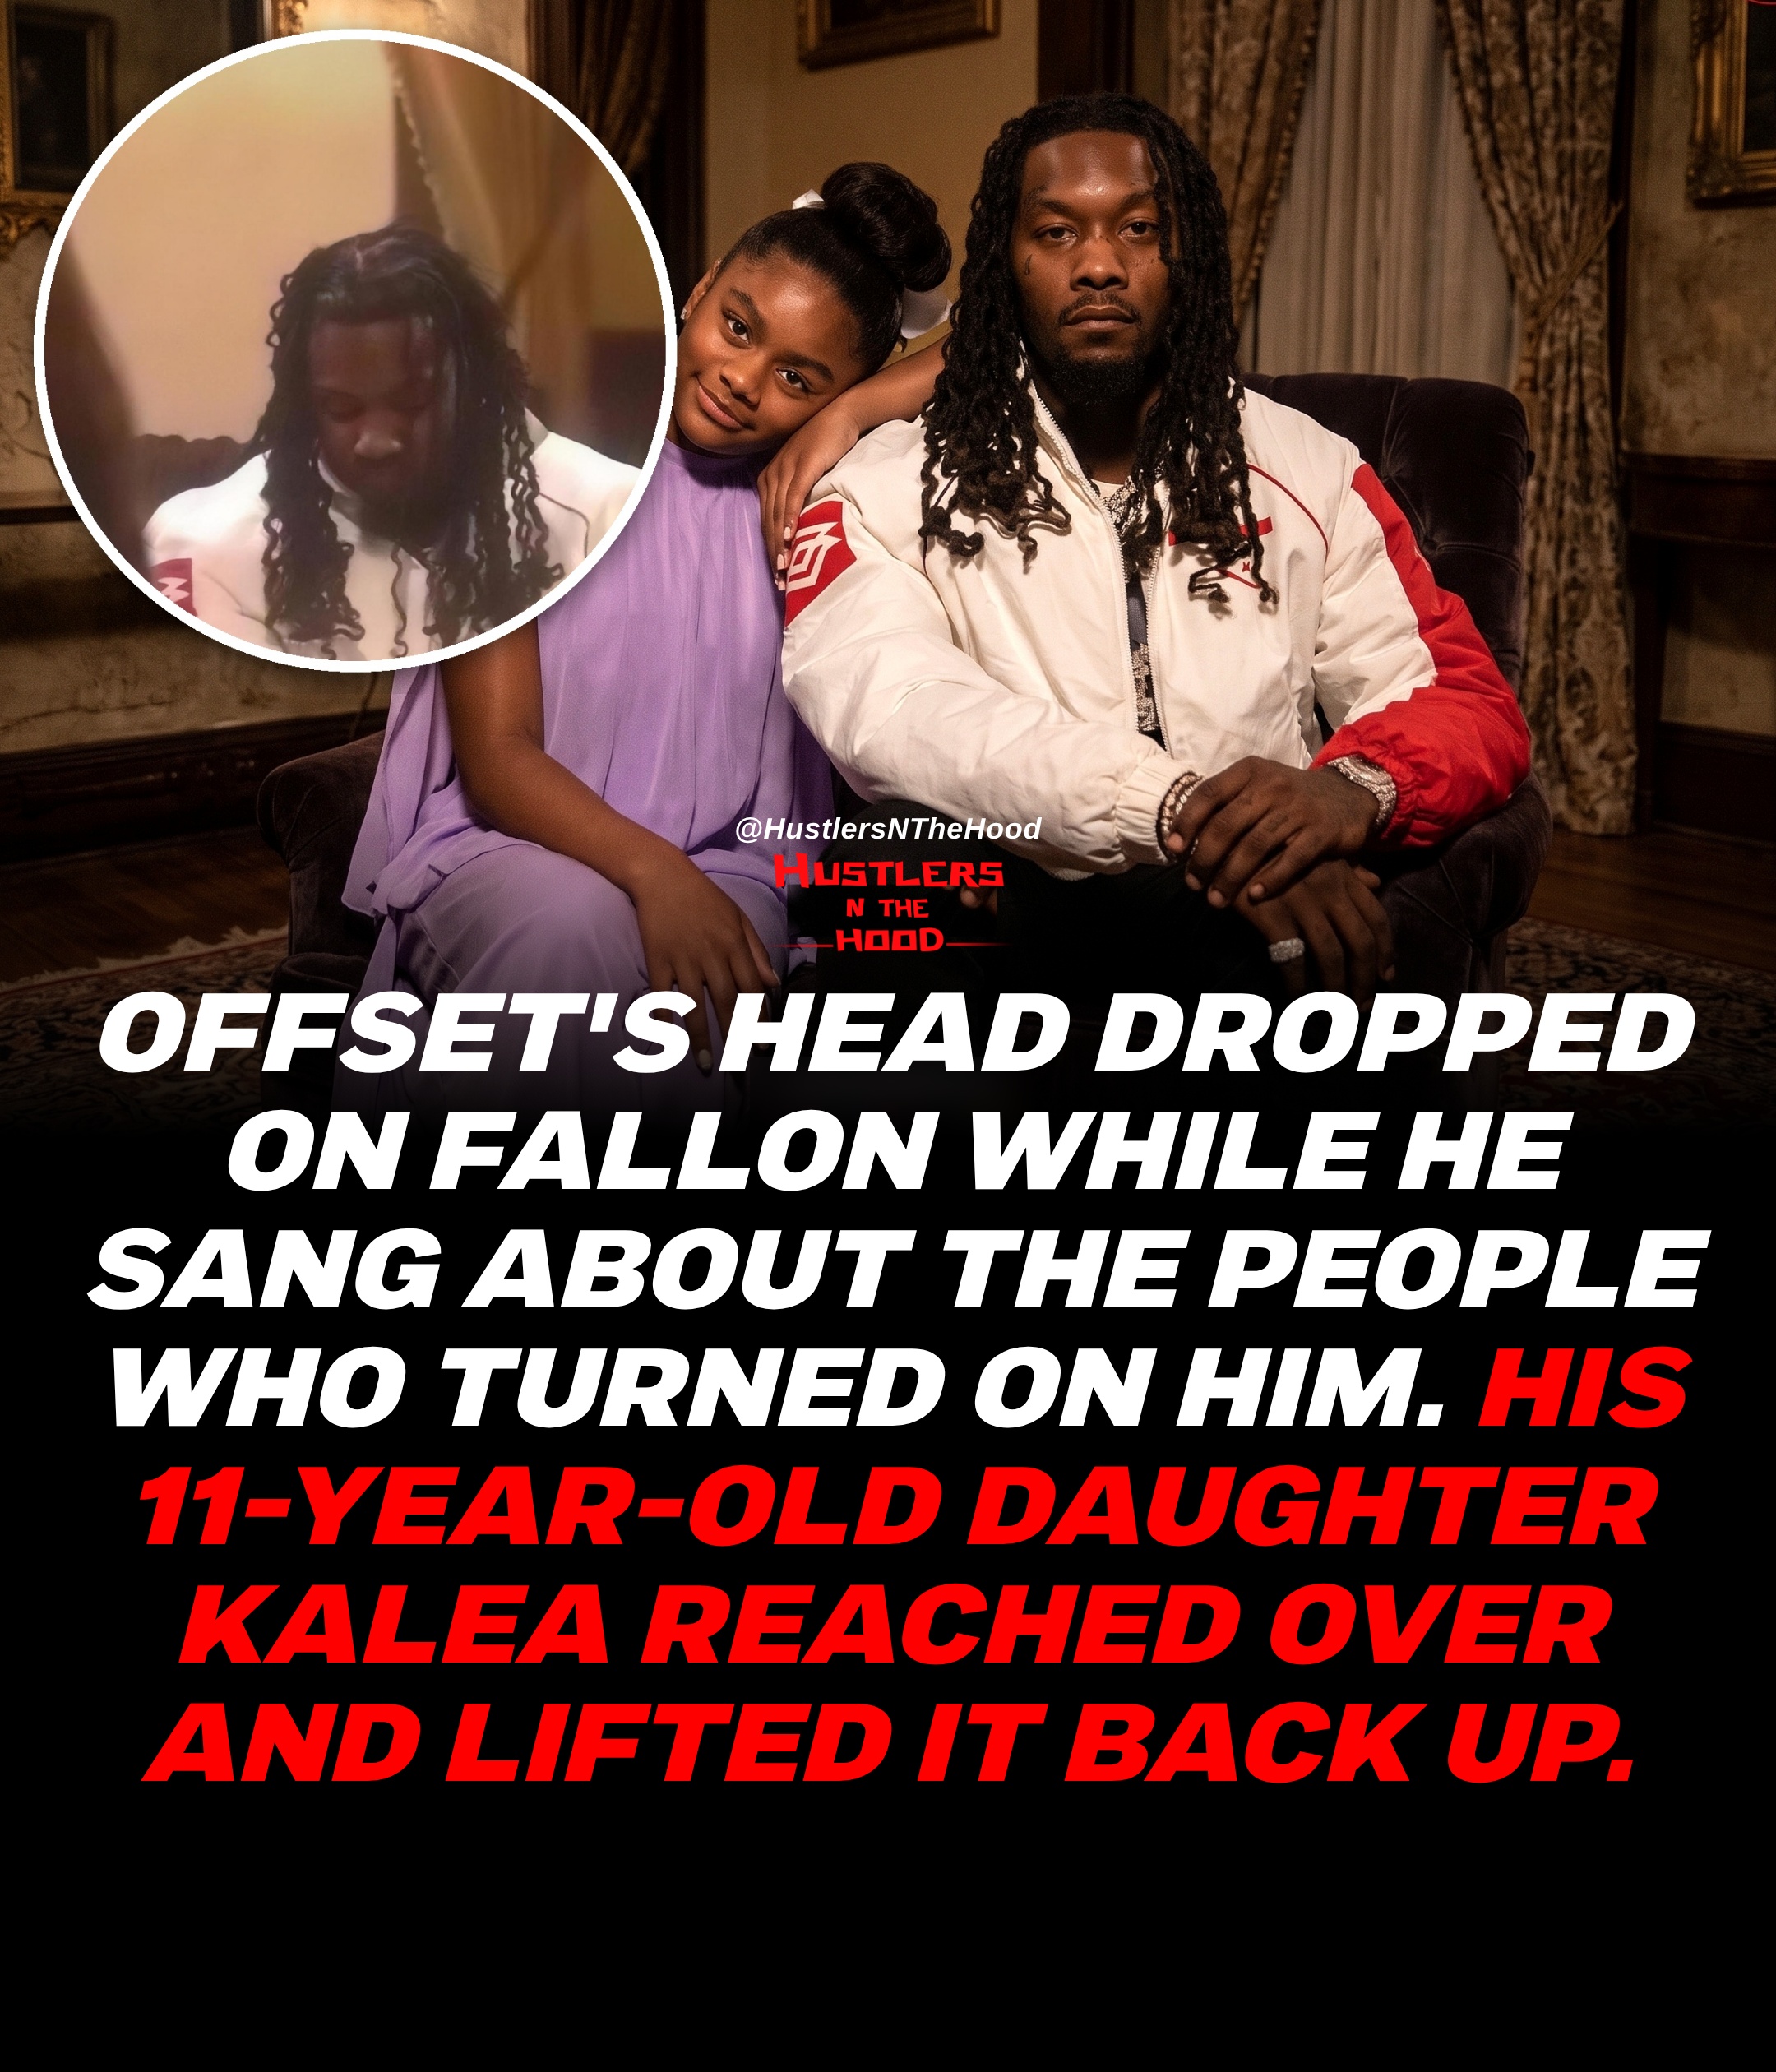 @HustlersNTheHood
HUSTLERS
N THE
HOOD
OFFSET'S HEAD DROPPED
ON FALLON WHILE HE
SANG ABOUT THE PEOPLE
WHO TURNED ON HIM. HIS
11-YEAR-OLD DAUGHTER
KALEA REACHED OVER
AND LIFTED IT BACK UP.